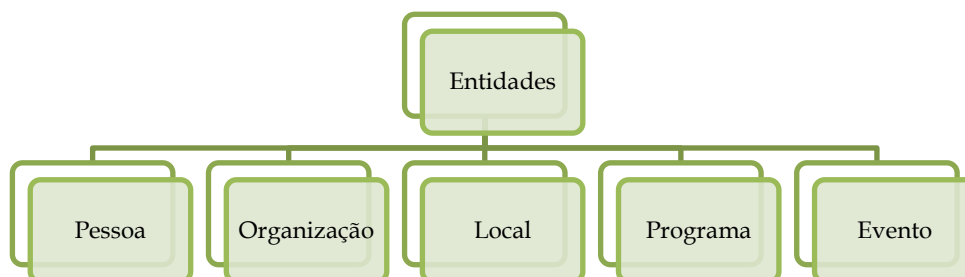 Entidades
Pessoa
Organização
Local
Programa
Evento